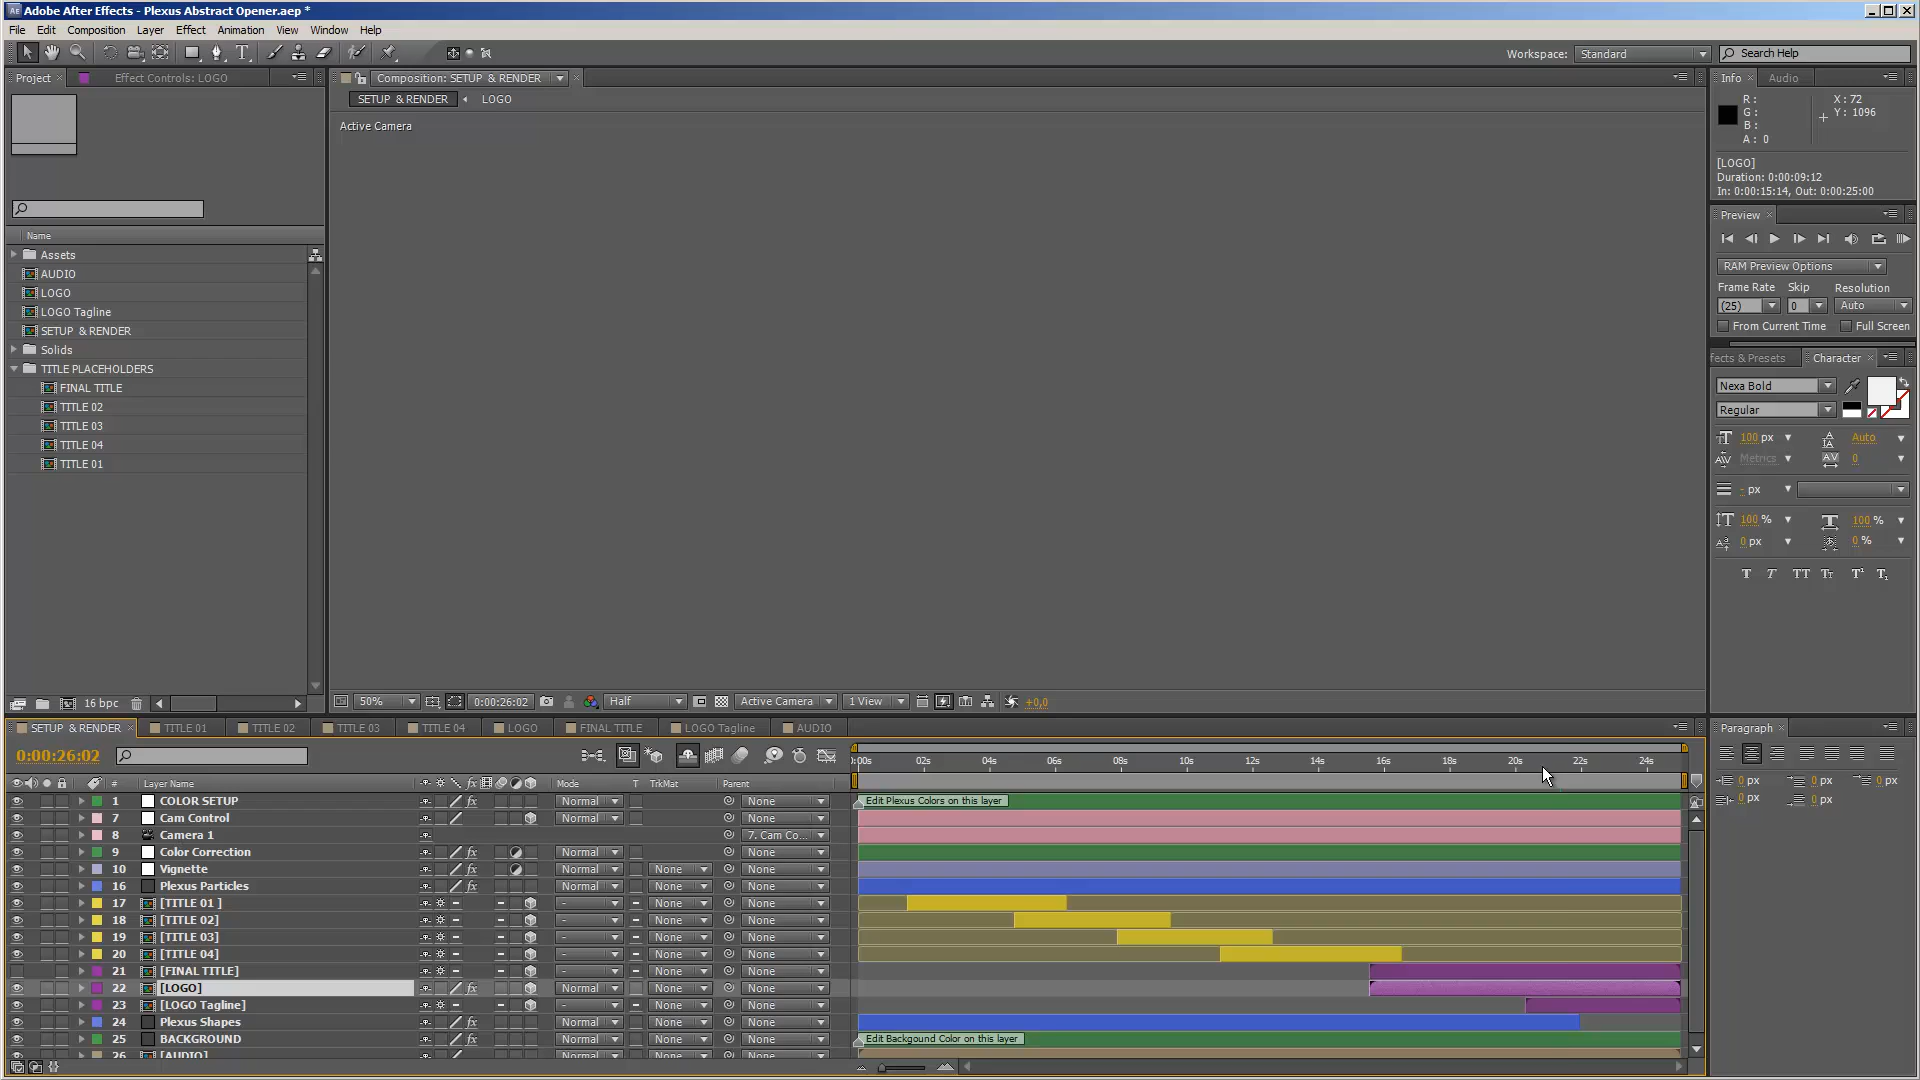 Adobe After Effects - Plexus Abstract Opener.aep *
File Edit Composition Layer Effect Animation View Window Help
Workspace: Standard Search Help
Project Effect Controls: LOGO
Composition: SETUP & RENDER
SETUP & RENDER LOGO
Active Camera
Info Audio
R:
G:
B:
A: 0
X: 72
Y: 1096
[LOGO]
Duration: 0:00:09:12
In: 0:00:15:14, Out: 0:00:25:00
Preview
RAM Preview Options
Frame Rate Skip Resolution
(25) 0 Auto
From Current Time Full Screen
fects & Presets Character
Nexa Bold
Regular
100 px Auto
Metrics 0
- px
100 % 100 %
0 px 0 %
Name
Assets
AUDIO
LOGO
LOGO Tagline
SETUP & RENDER
Solids
TITLE PLACEHOLDERS
FINAL TITLE
TITLE 02
TITLE 03
TITLE 04
TITLE 01
16 bpc
50% 0:00:26:02 Half Active Camera 1 View +0,0
SETUP & RENDER TITLE 01 TITLE 02 TITLE 03 TITLE 04 LOGO FINAL TITLE LOGO Tagline AUDIO
Paragraph
0 px 0 px 0 px
0 px 0 px
0:00:26:02
0:00s 02s 04s 06s 08s 10s 12s 14s 16s 18s 20s 22s 24s
# Layer Name Mode T TrkMat Parent
1 COLOR SETUP Normal None Edit Plexus Colors on this layer
7 Cam Control Normal None
8 Camera 1 7. Cam Co...
9 Color Correction Normal None
10 Vignette Normal None None
16 Plexus Particles Normal None None
17 [TITLE 01 ] - None None
18 [TITLE 02] - None None
19 [TITLE 03] - None None
20 [TITLE 04] - None None
21 [FINAL TITLE] - None None
22 [LOGO] Normal None None
23 [LOGO Tagline] - None None
24 Plexus Shapes Normal None None
25 BACKGROUND Normal None None Edit Backgound Color on this layer
26 [AUDIO] None